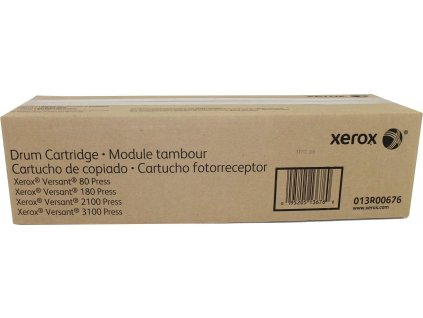 xerox
Drum Cartridge • Module tambour
Cartucho de copiado • Cartucho fotorreceptor
Xerox® Versant® 80 Press
Xerox® Versant® 180 Press
Xerox® Versant® 2100 Press
Xerox® Versant® 3100 Press
013R00676
www.xerox.com